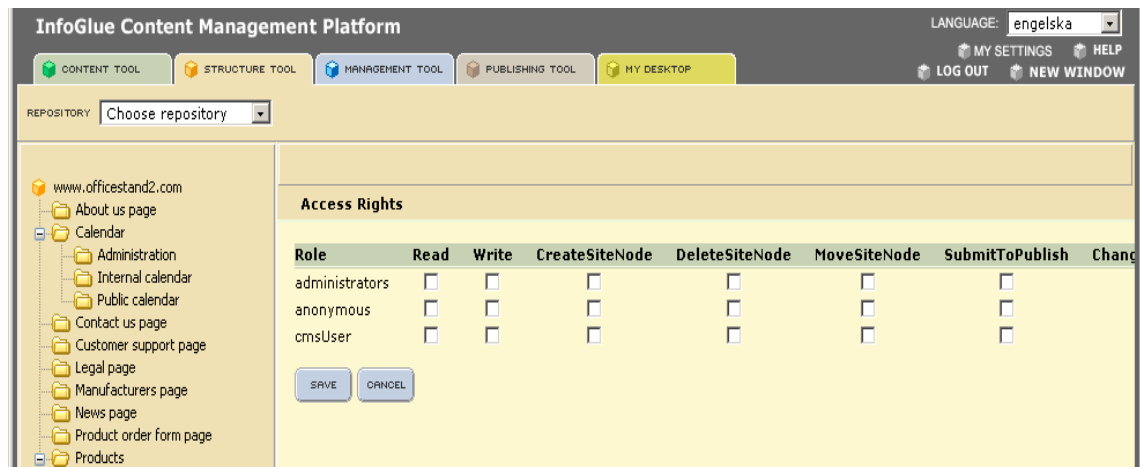 InfoGlue Content Management Platform
LANGUAGE: engelska
MY SETTINGS HELP
LOG OUT NEW WINDOW
CONTENT TOOL STRUCTURE TOOL MANAGEMENT TOOL PUBLISHING TOOL MY DESKTOP
REPOSITORY Choose repository
www.officestand2.com
About us page
Calendar
Administration
Internal calendar
Public calendar
Contact us page
Customer support page
Legal page
Manufacturers page
News page
Product order form page
Products
Access Rights
Role Read Write CreateSiteNode DeleteSiteNode MoveSiteNode SubmitToPublish Chang
administrators
anonymous
cmsUser
SAVE CANCEL